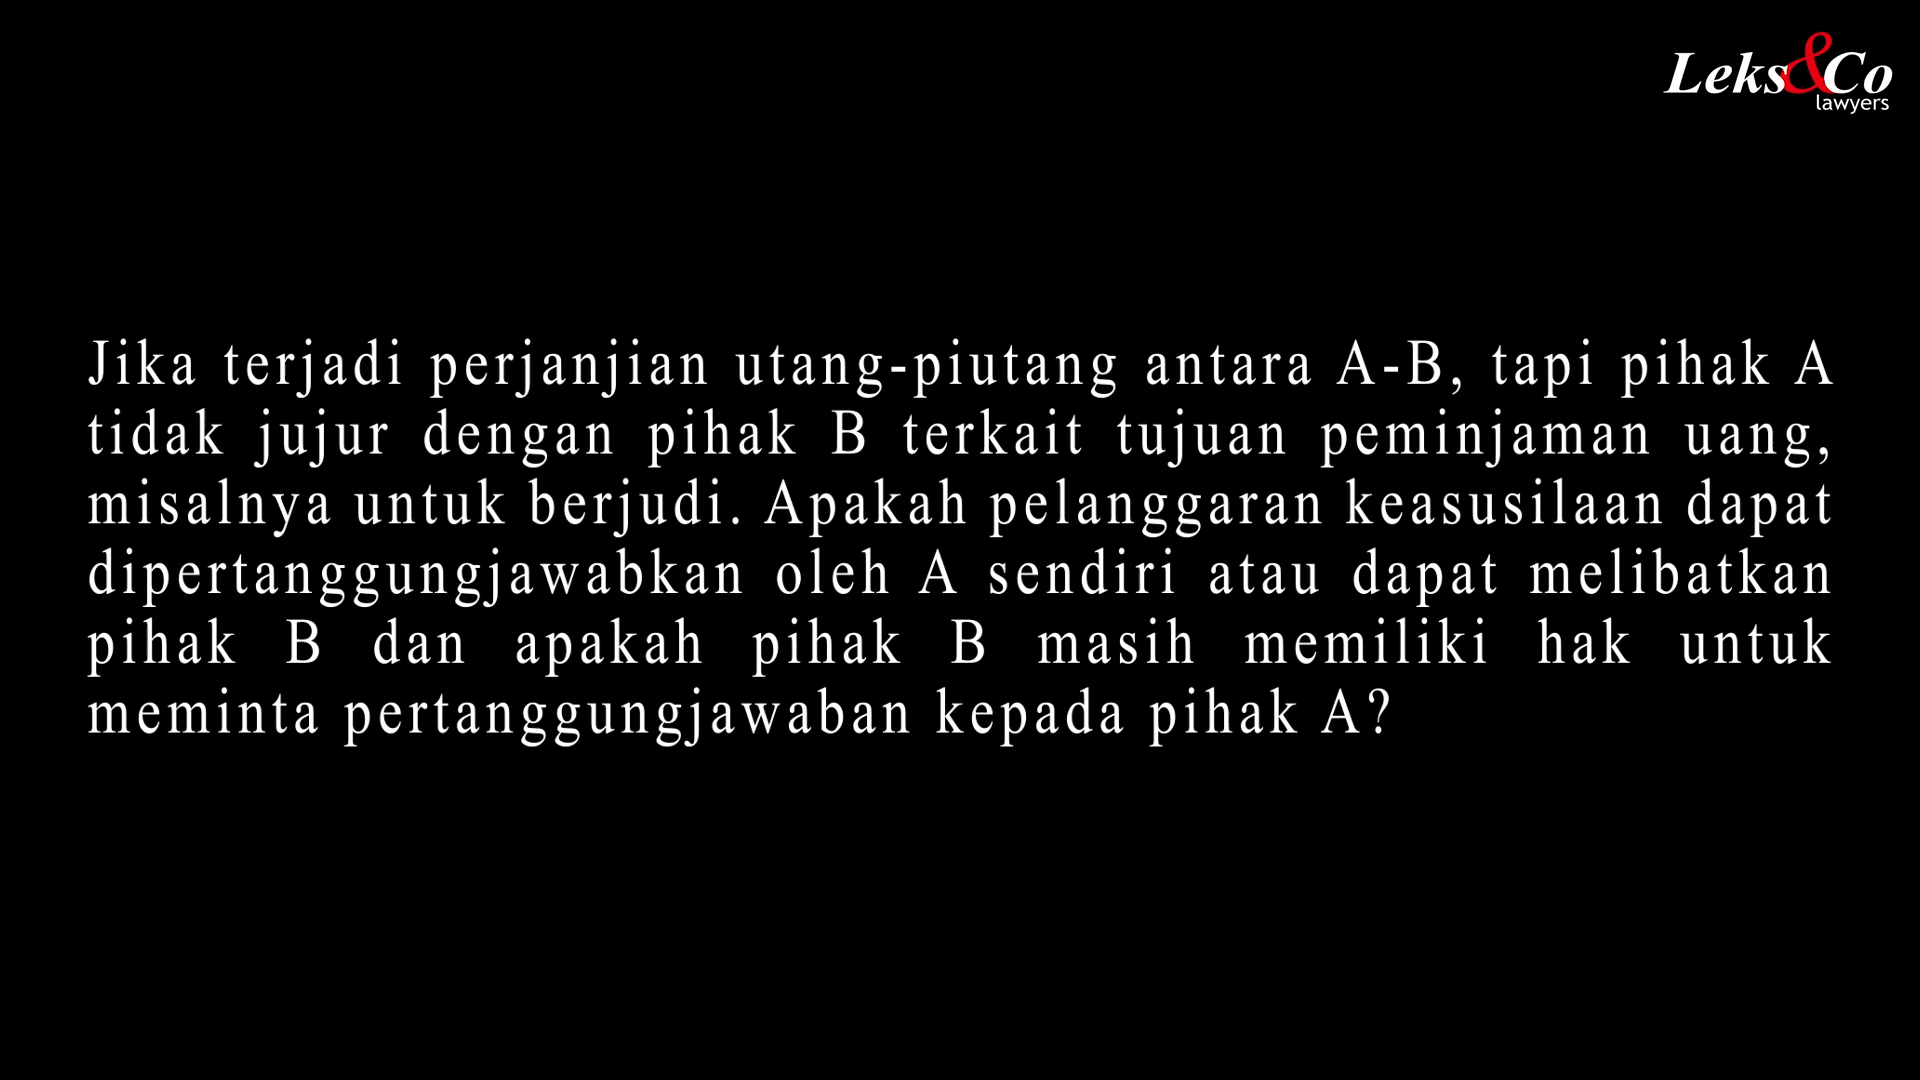 Leks&Co
lawyers
Jika terjadi perjanjian utang-piutang antara A-B, tapi pihak A
tidak jujur dengan pihak B terkait tujuan peminjaman uang,
misalnya untuk berjudi. Apakah pelanggaran keasusilaan dapat
dipertanggungjawabkan oleh A sendiri atau dapat melibatkan
pihak B dan apakah pihak B masih memiliki hak untuk
meminta pertanggungjawaban kepada pihak A?